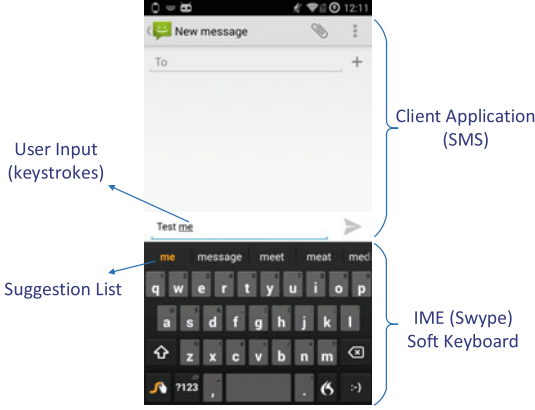 12:11
New message
To
Client Application
(SMS)
User Input
(keystrokes)
Test me
me message meet meat med
Suggestion List
q w e r t y u i o p
a s d f g h j k l
IME (Swype)
Soft Keyboard
z x c v b n m
?123 , . :-)